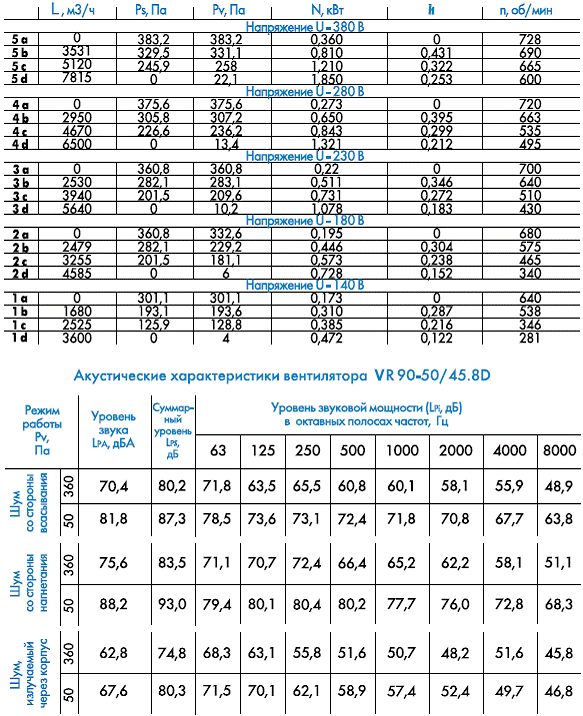 L, м3/ч Ps, Па Pv, Па N, кВт h n, об/мин
Напряжение U-380 В
5 a 0 383,2 383,2 0,360 0 728
5 b 3531 329,5 331,1 0,810 0,431 690
5 c 5120 245,9 258 1,210 0,322 665
5 d 7815 0 22,1 1,850 0,253 600
Напряжение U-280 В
4 a 0 375,6 375,6 0,273 0 720
4 b 2950 305,8 307,2 0,650 0,395 663
4 c 4670 226,6 236,2 0,843 0,299 535
4 d 6500 0 13,4 1,321 0,212 495
Напряжение U-230 В
3 a 0 360,8 360,8 0,22 0 700
3 b 2530 282,1 283,1 0,511 0,346 640
3 c 3940 201,5 209,6 0,731 0,272 510
3 d 5640 0 10,2 1,078 0,183 430
Напряжение U-180 В
2 a 0 360,8 332,6 0,195 0 680
2 b 2479 282,1 229,2 0,446 0,304 575
2 c 3255 201,5 181,1 0,573 0,238 465
2 d 4585 0 6 0,728 0,152 340
Напряжение U-140 В
1 a 0 301,1 301,1 0,173 0 640
1 b 1680 193,1 193,6 0,310 0,287 538
1 c 2525 125,9 128,8 0,385 0,216 346
1 d 3600 0 4 0,472 0,122 281
Акустические характеристики вентилятора VR 90-50/45.8D
Режим работы Pv, Па
Уровень звука LPA, дБА
Суммар-ный уровень LPΣ, дБ
Уровень звуковой мощности (LPi, дБ)
в октавных полосах частот, Гц
63 125 250 500 1000 2000 4000 8000
Шум со стороны всасывания
360 70,4 80,2 71,8 63,5 65,5 60,8 60,1 58,1 55,9 48,9
50 81,8 87,3 78,5 73,6 73,1 72,4 71,8 70,8 67,7 63,8
Шум со стороны нагнетания
360 75,6 83,5 71,1 70,7 72,4 66,4 65,2 62,2 58,1 51,1
50 88,2 93,0 79,4 80,1 80,4 80,2 77,7 76,0 72,8 68,3
Шум, излучаемый через корпус
360 62,8 74,8 68,3 63,1 55,8 51,6 50,7 48,2 51,6 45,8
50 67,6 80,3 71,5 70,1 62,1 58,9 57,4 52,4 49,7 46,8